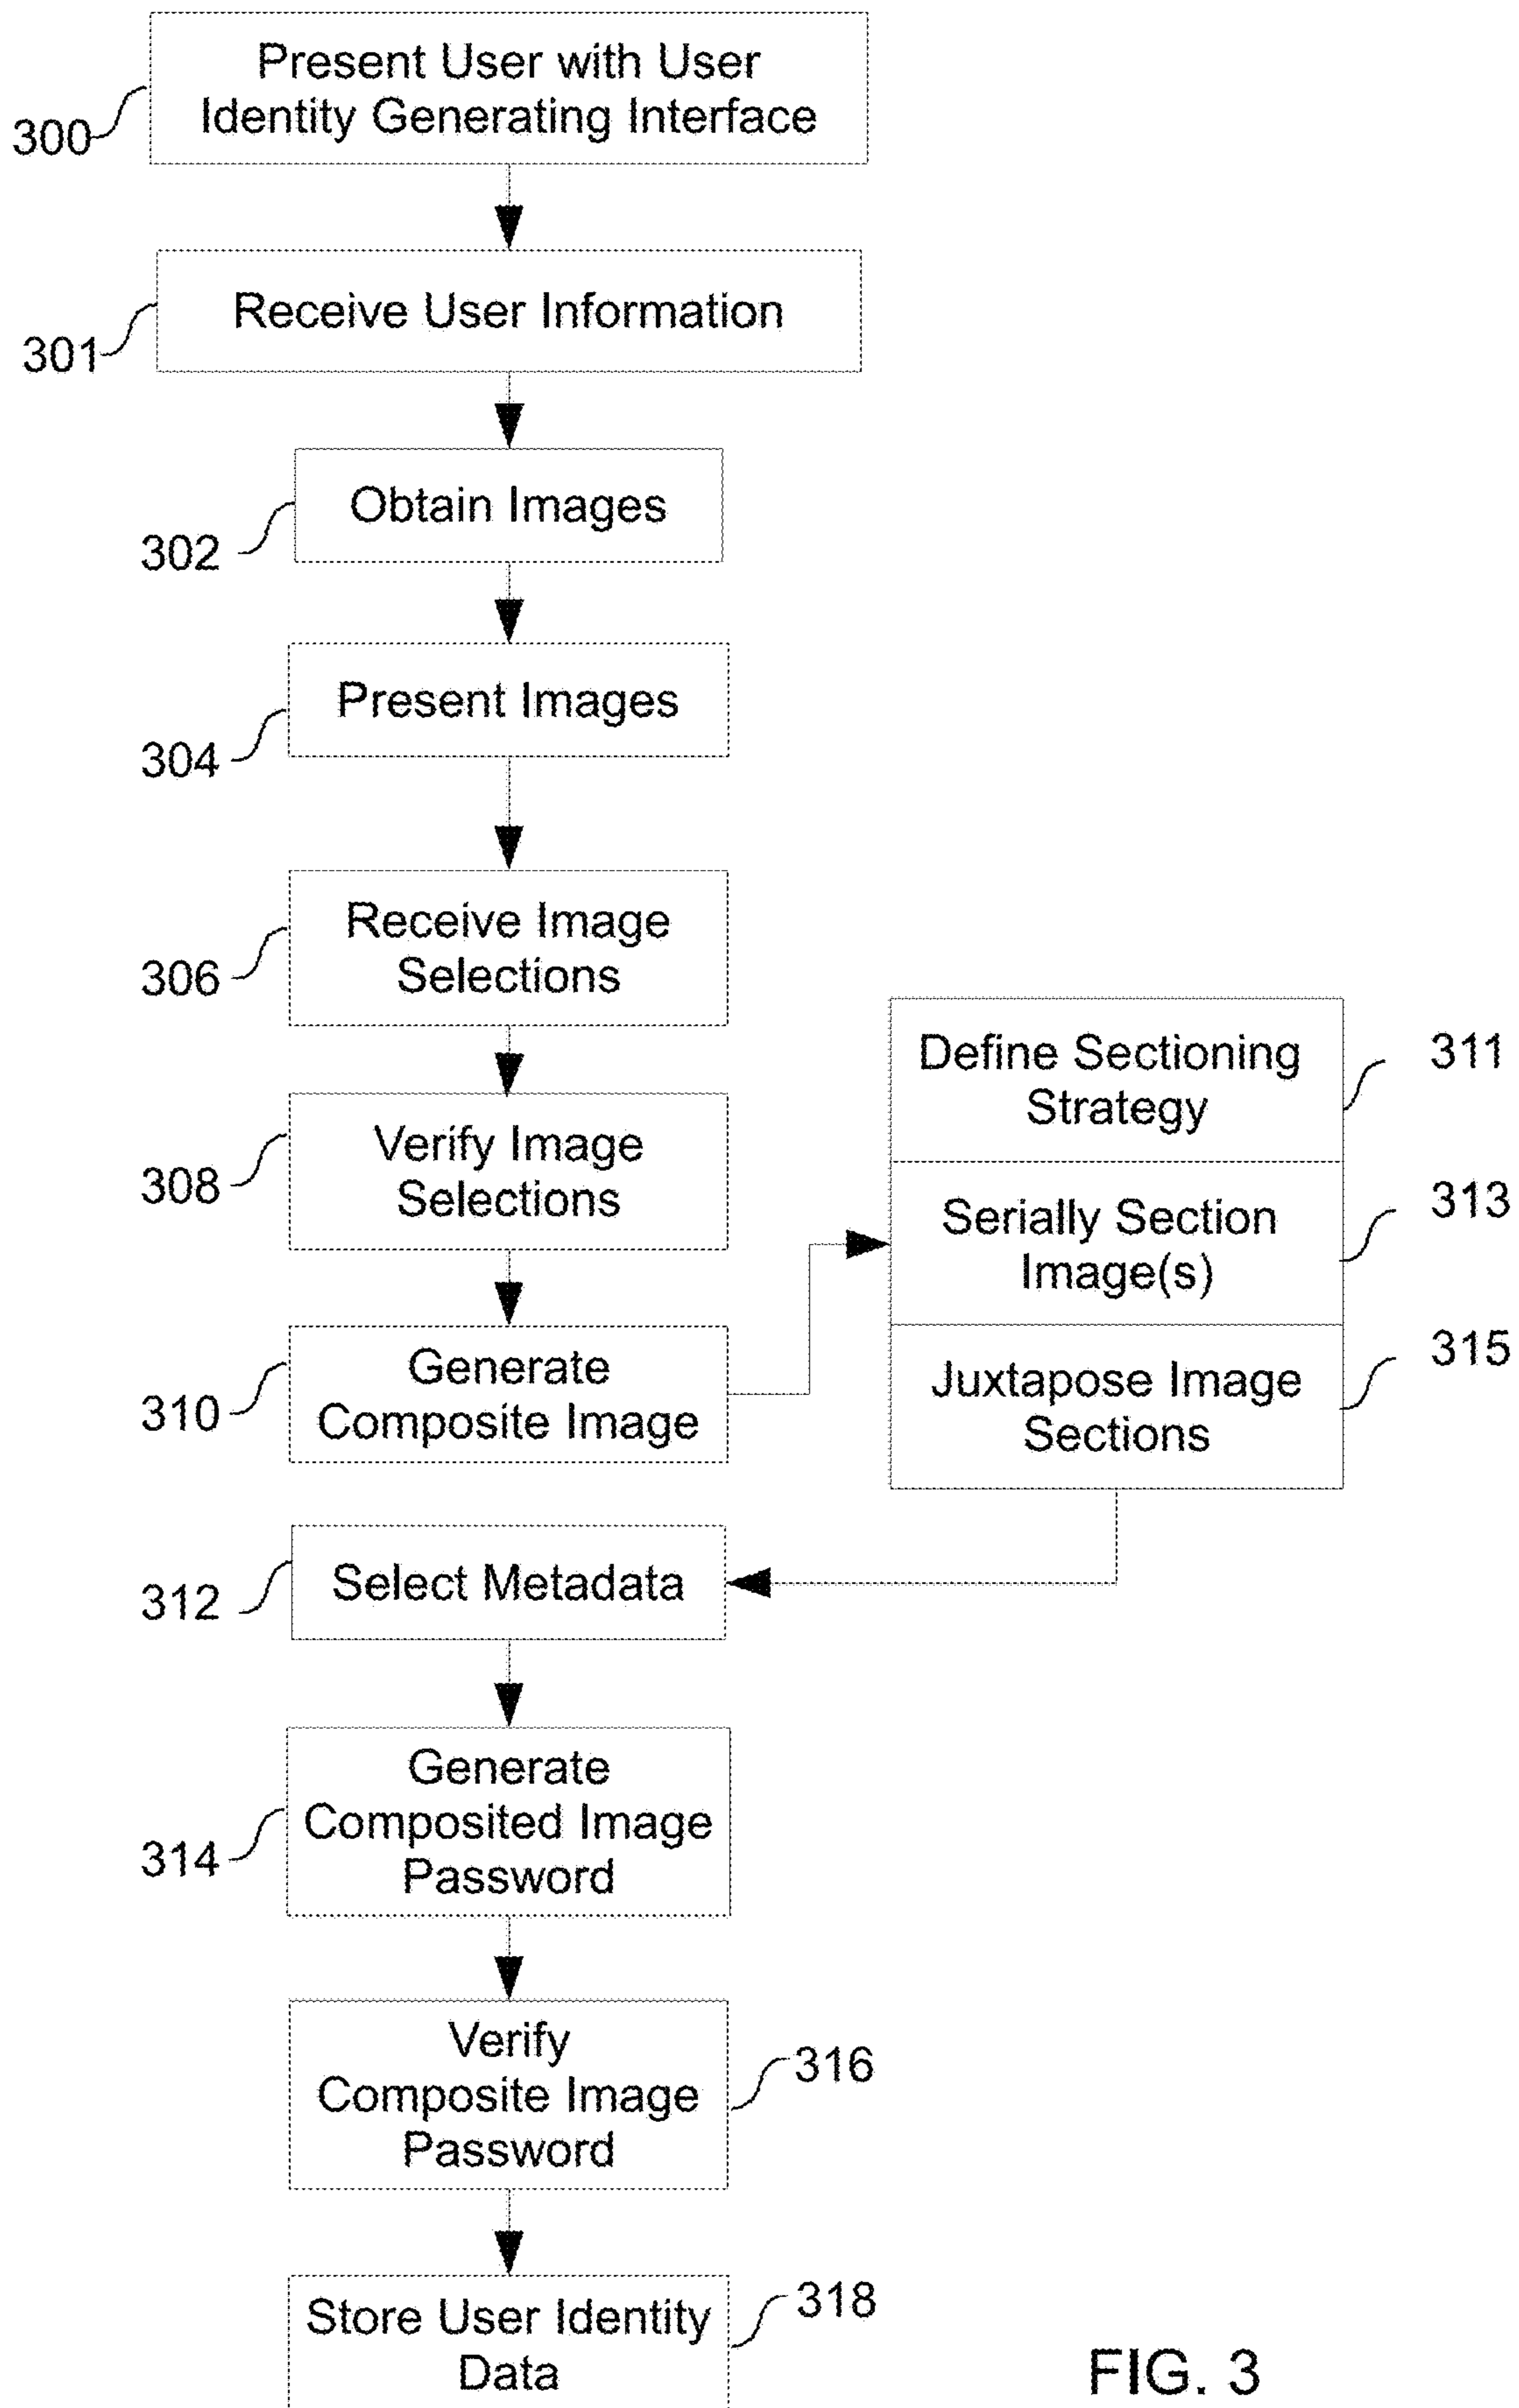 Present User with User
Identity Generating Interface
300
Receive User Information
301
Obtain Images
302
Present Images
304
Receive Image
Selections
306
Verify Image
Selections
308
Generate
Composite Image
310
Define Sectioning
Strategy
311
Serially Section
Image(s)
313
Juxtapose Image
Sections
315
Select Metadata
312
Generate
Composited Image
Password
314
Verify
Composite Image
Password
316
Store User Identity
Data
318
FIG. 3